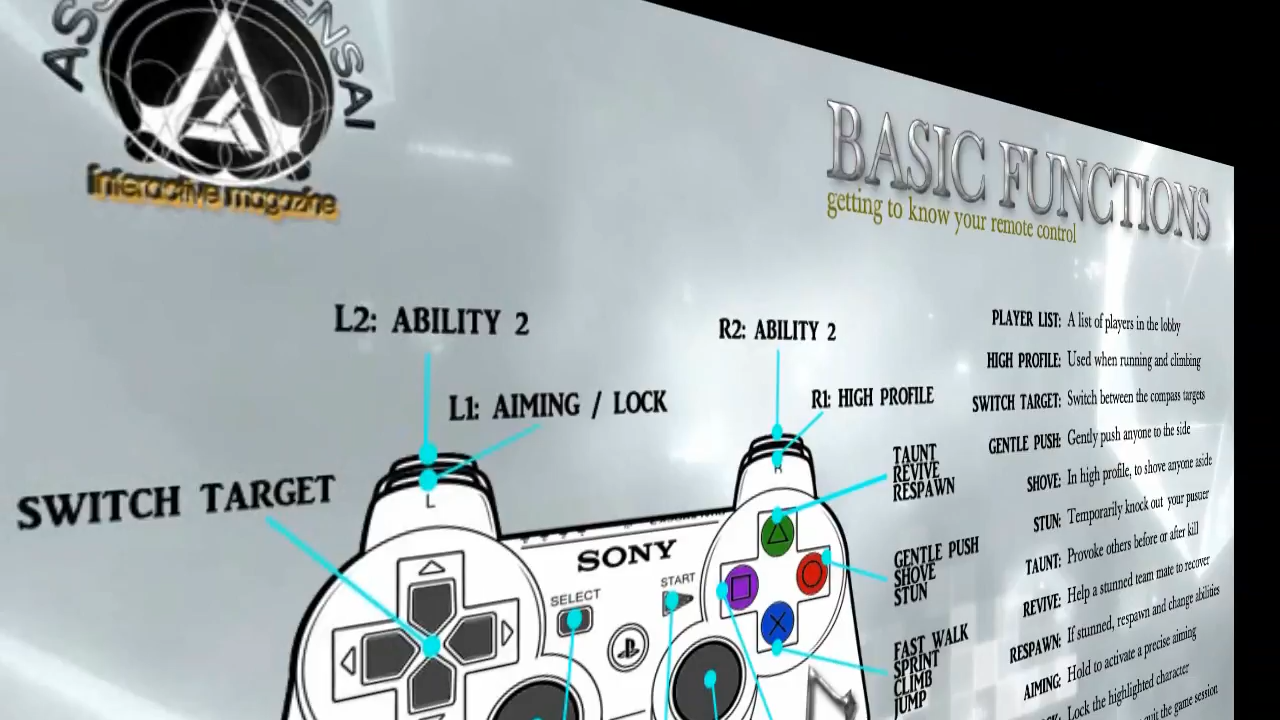 interactive magazine
BASIC FUNCTIONS
getting to know your remote control
L2: ABILITY 2
R2: ABILITY 2
L1: AIMING / LOCK
R1: HIGH PROFILE
SWITCH TARGET
L
R
TAUNT
REVIVE
RESPAWN
SONY
SELECT
START
GENTLE PUSH
SHOVE
STUN
FAST WALK
SPRINT
CLIMB
JUMP
PLAYER LIST: A list of players in the lobby
HIGH PROFILE: Used when running and climbing
SWITCH TARGET: Switch between the compass targets
GENTLE PUSH: Gently push anyone to the side
SHOVE: In high profile, to shove anyone aside
STUN: Temporarily knock out your pusuer
TAUNT: Provoke others before or after kill
REVIVE: Help a stunned team mate to recover
RESPAWN: If stunned, respawn and change abilities
AIMING: Hold to activate a precise aiming
Lock the highlighted character
quit the game session